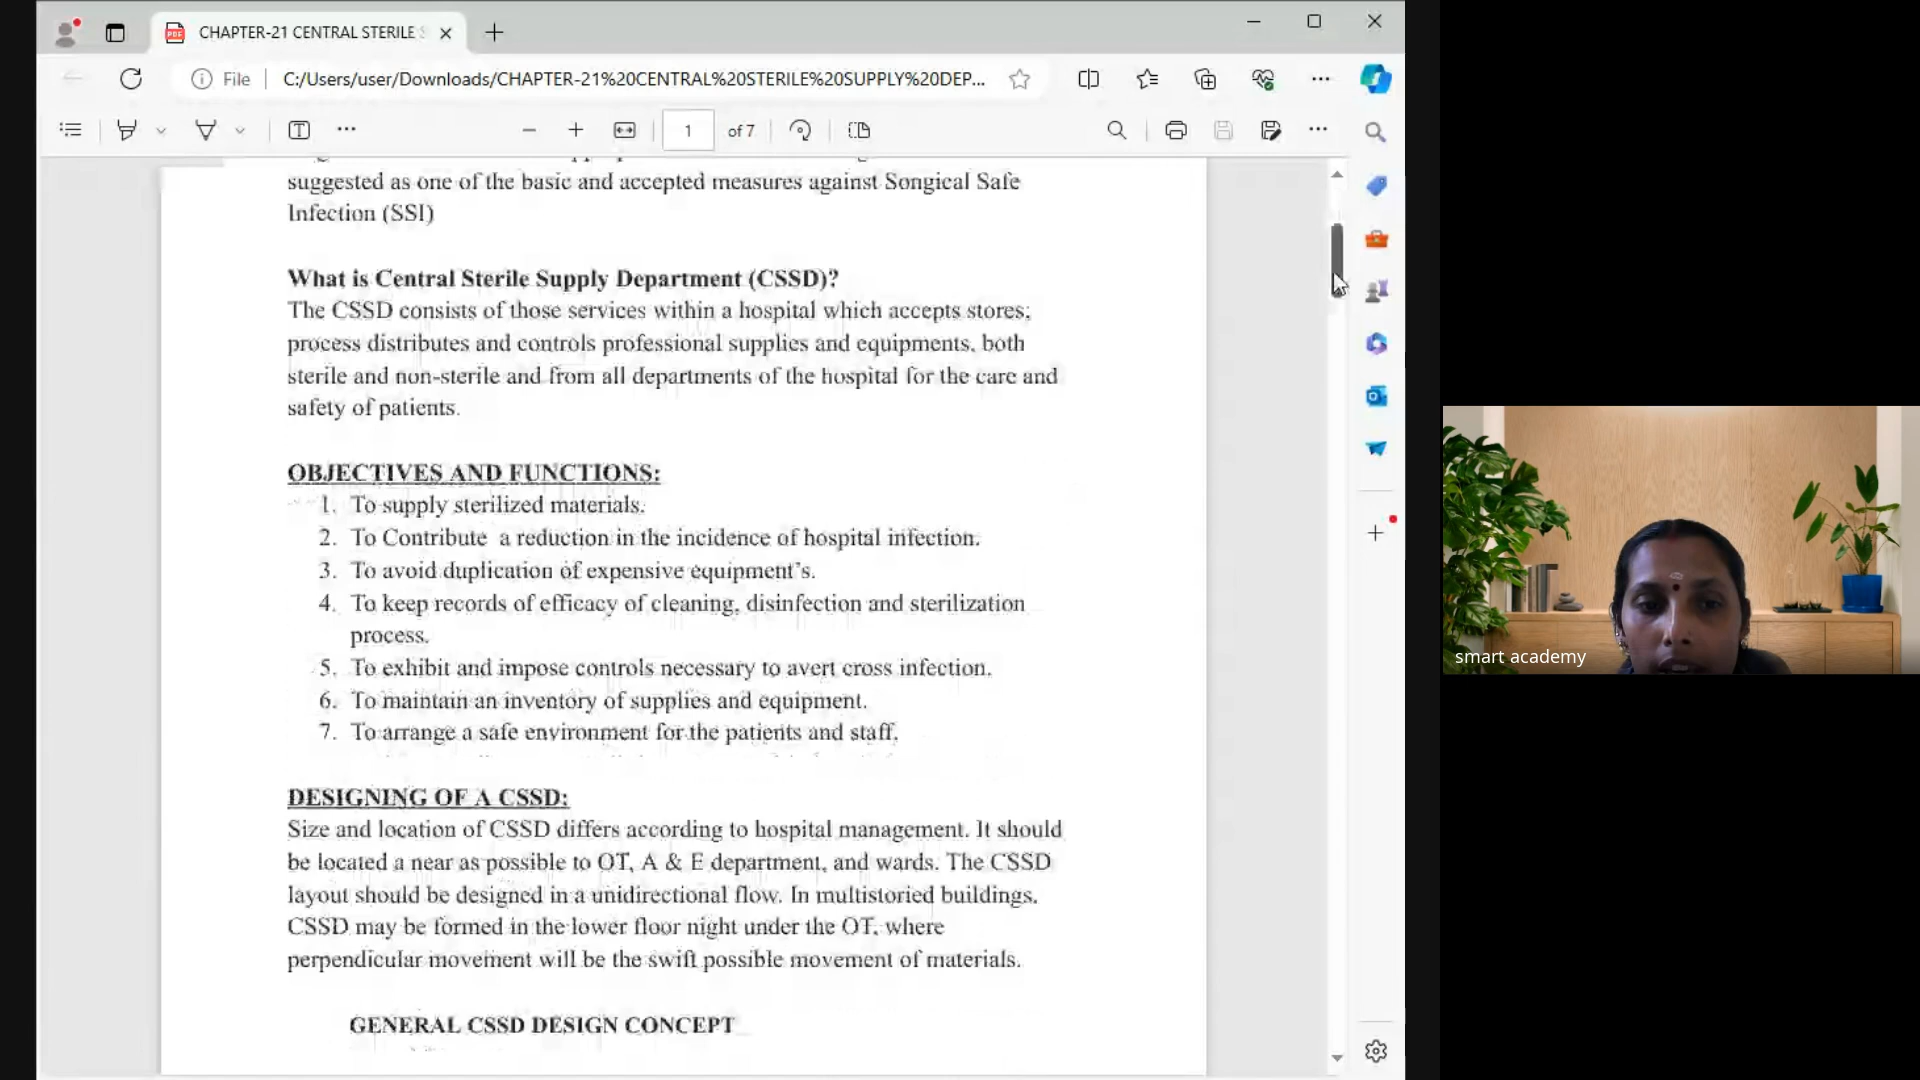 CHAPTER-21 CENTRAL STERILE
File
C:/Users/user/Downloads/CHAPTER-21%20CENTRAL%20STERILE%20SUPPLY%20DEP...
1 of 7
suggested as one of the basic and accepted measures against Songical Safe
Infection (SSI)
What is Central Sterile Supply Department (CSSD)?
The CSSD consists of those services within a hospital which accepts stores;
process distributes and controls professional supplies and equipments, both
sterile and non-sterile and from all departments of the hospital for the care and
safety of patients.
OBJECTIVES AND FUNCTIONS:
1. To supply sterilized materials.
2. To Contribute a reduction in the incidence of hospital infection.
3. To avoid duplication of expensive equipment's.
4. To keep records of efficacy of cleaning, disinfection and sterilization
process.
5. To exhibit and impose controls necessary to avert cross infection.
6. To maintain an inventory of supplies and equipment.
7. To arrange a safe environment for the patients and staff.
DESIGNING OF A CSSD:
Size and location of CSSD differs according to hospital management. It should
be located a near as possible to OT, A & E department, and wards. The CSSD
layout should be designed in a unidirectional flow. In multistoried buildings,
CSSD may be formed in the lower floor night under the OT, where
perpendicular movement will be the swift possible movement of materials.
GENERAL CSSD DESIGN CONCEPT
smart academy